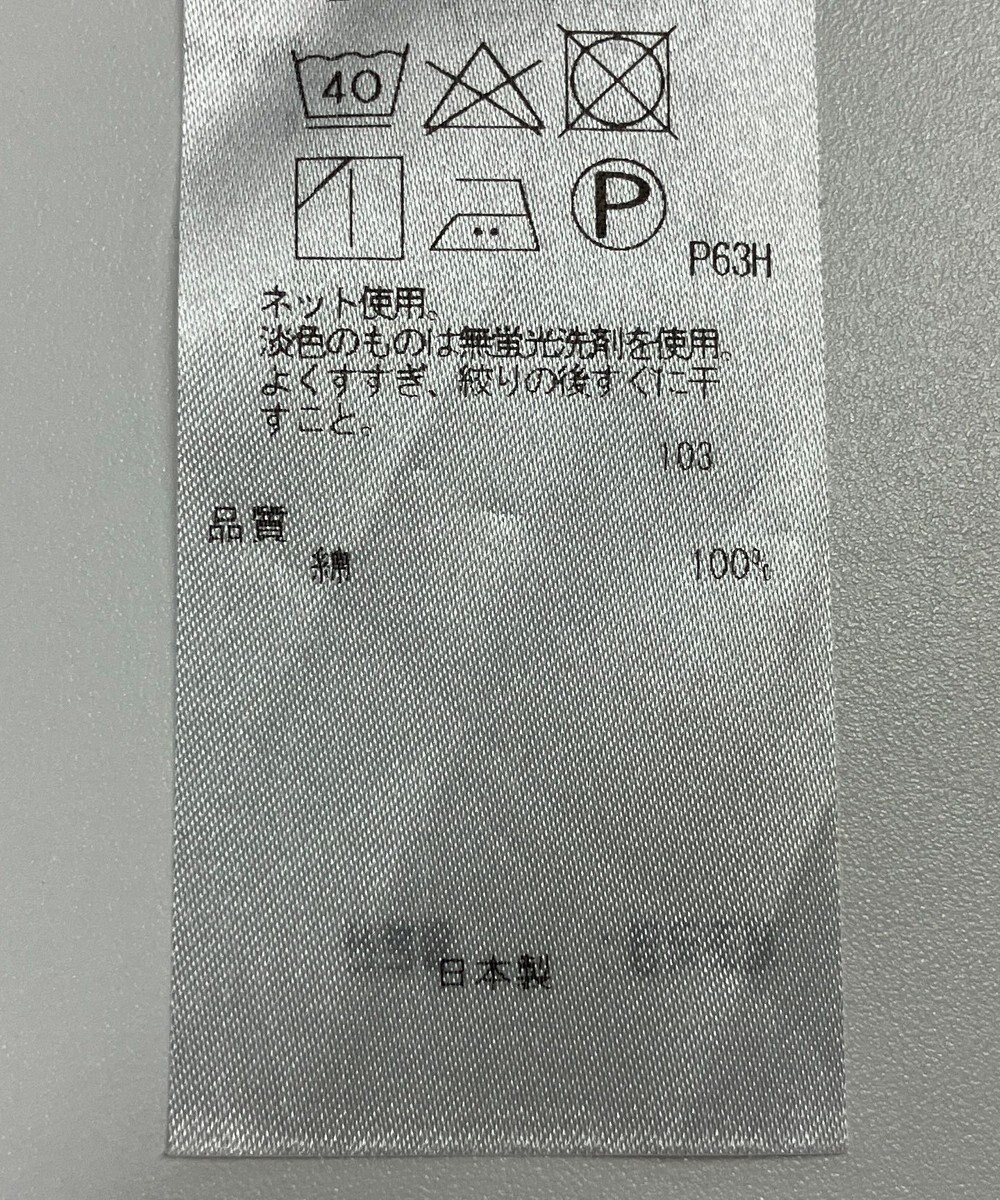 40
P
P63H
ネット使用。
淡色のものは無蛍光洗剤を使用。
よくすすぎ、絞りの後すぐに干
すこと。
103
品質
綿 100%
日本製